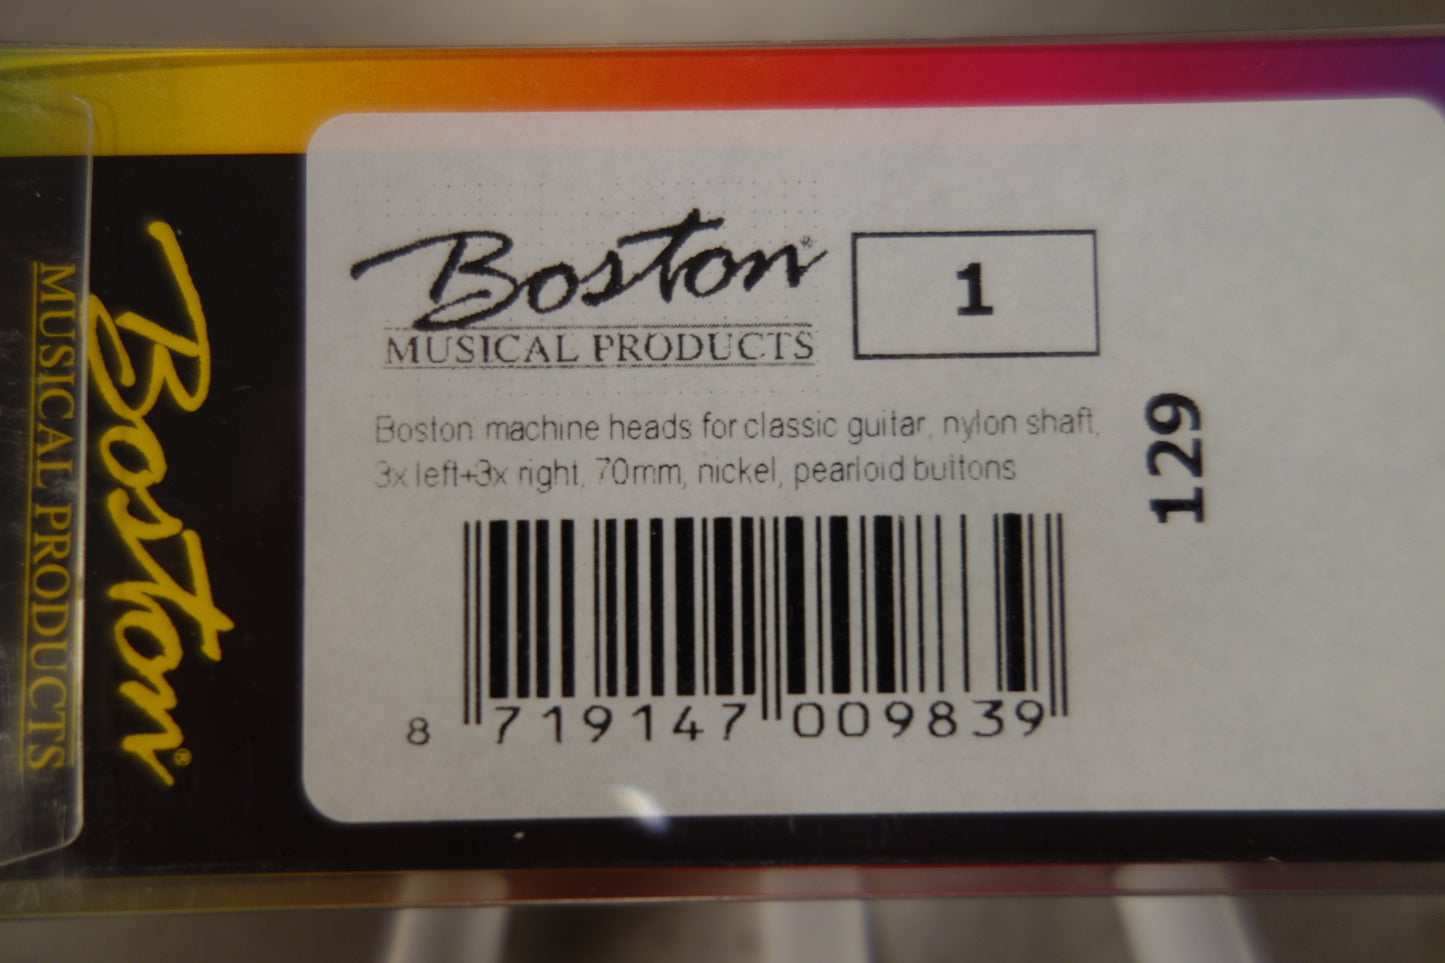 Boston®
MUSICAL PRODUCTS
Boston®
MUSICAL PRODUCTS
1
Boston machine heads for classic guitar, nylon shaft,
3x left+3x right, 70mm, nickel, pearloid buttons
129
8 719147 009839